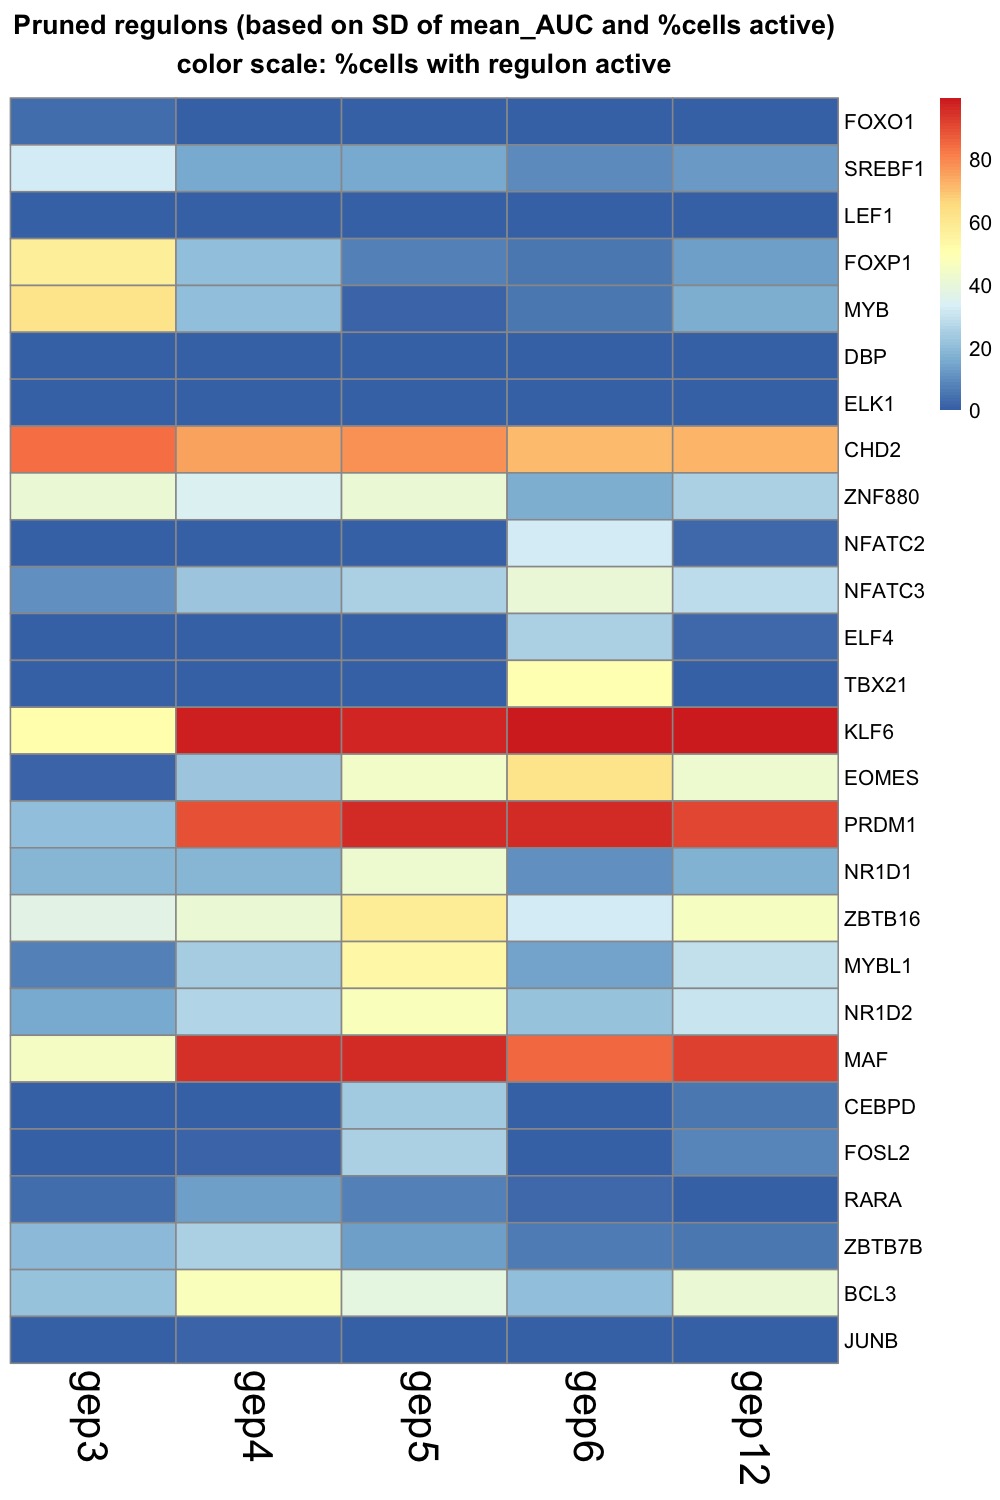 Pruned regulons (based on SD of mean_AUC and %cells active)
color scale: %cells with regulon active
FOXO1
SREBF1
LEF1
FOXP1
MYB
DBP
ELK1
CHD2
ZNF880
NFATC2
NFATC3
ELF4
TBX21
KLF6
EOMES
PRDM1
NR1D1
ZBTB16
MYBL1
NR1D2
MAF
CEBPD
FOSL2
RARA
ZBTB7B
BCL3
JUNB
80
60
40
20
0
gep3
gep4
gep5
gep6
gep12